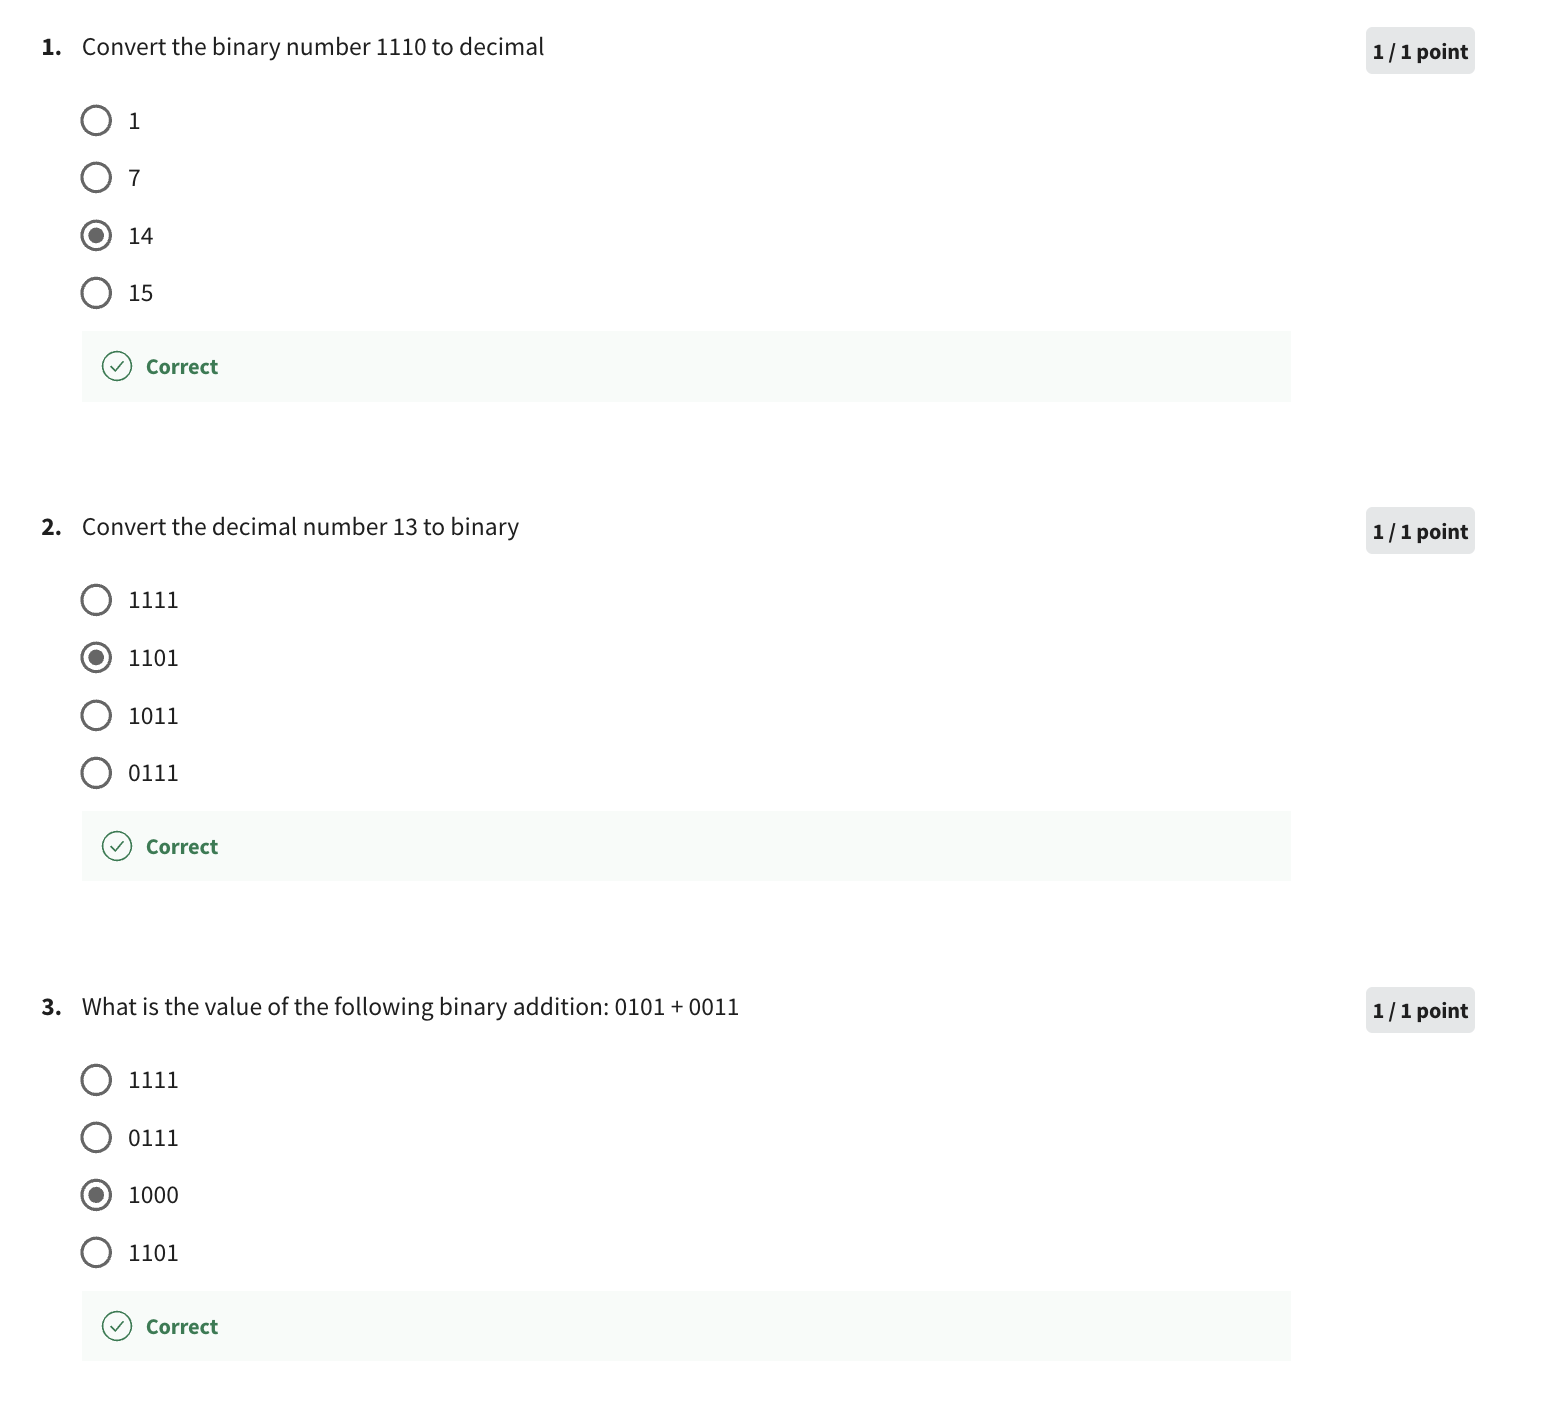 1. Convert the binary number 1110 to decimal
1 / 1 point
1
7
14
15
Correct
2. Convert the decimal number 13 to binary
1 / 1 point
1111
1101
1011
0111
Correct
3. What is the value of the following binary addition: 0101 + 0011
1 / 1 point
1111
0111
1000
1101
Correct